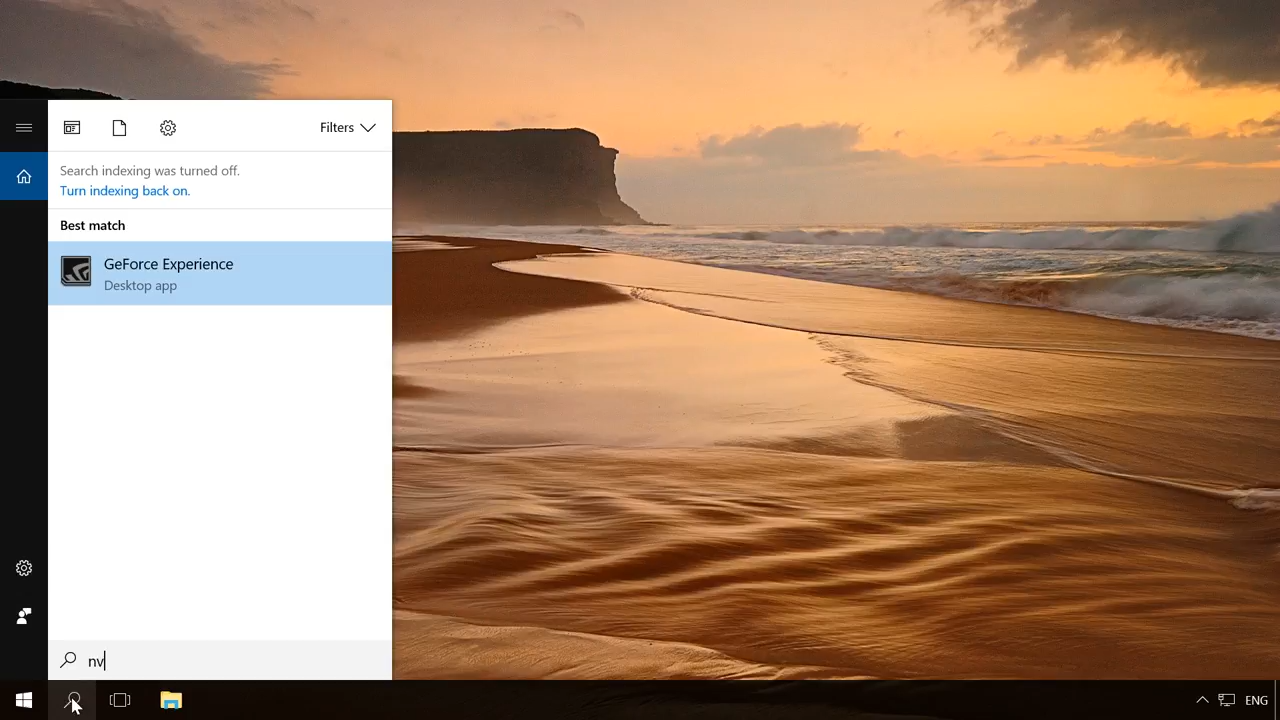 Filters
Search indexing was turned off.
Turn indexing back on.
Best match
GeForce Experience
Desktop app
nv
ENG